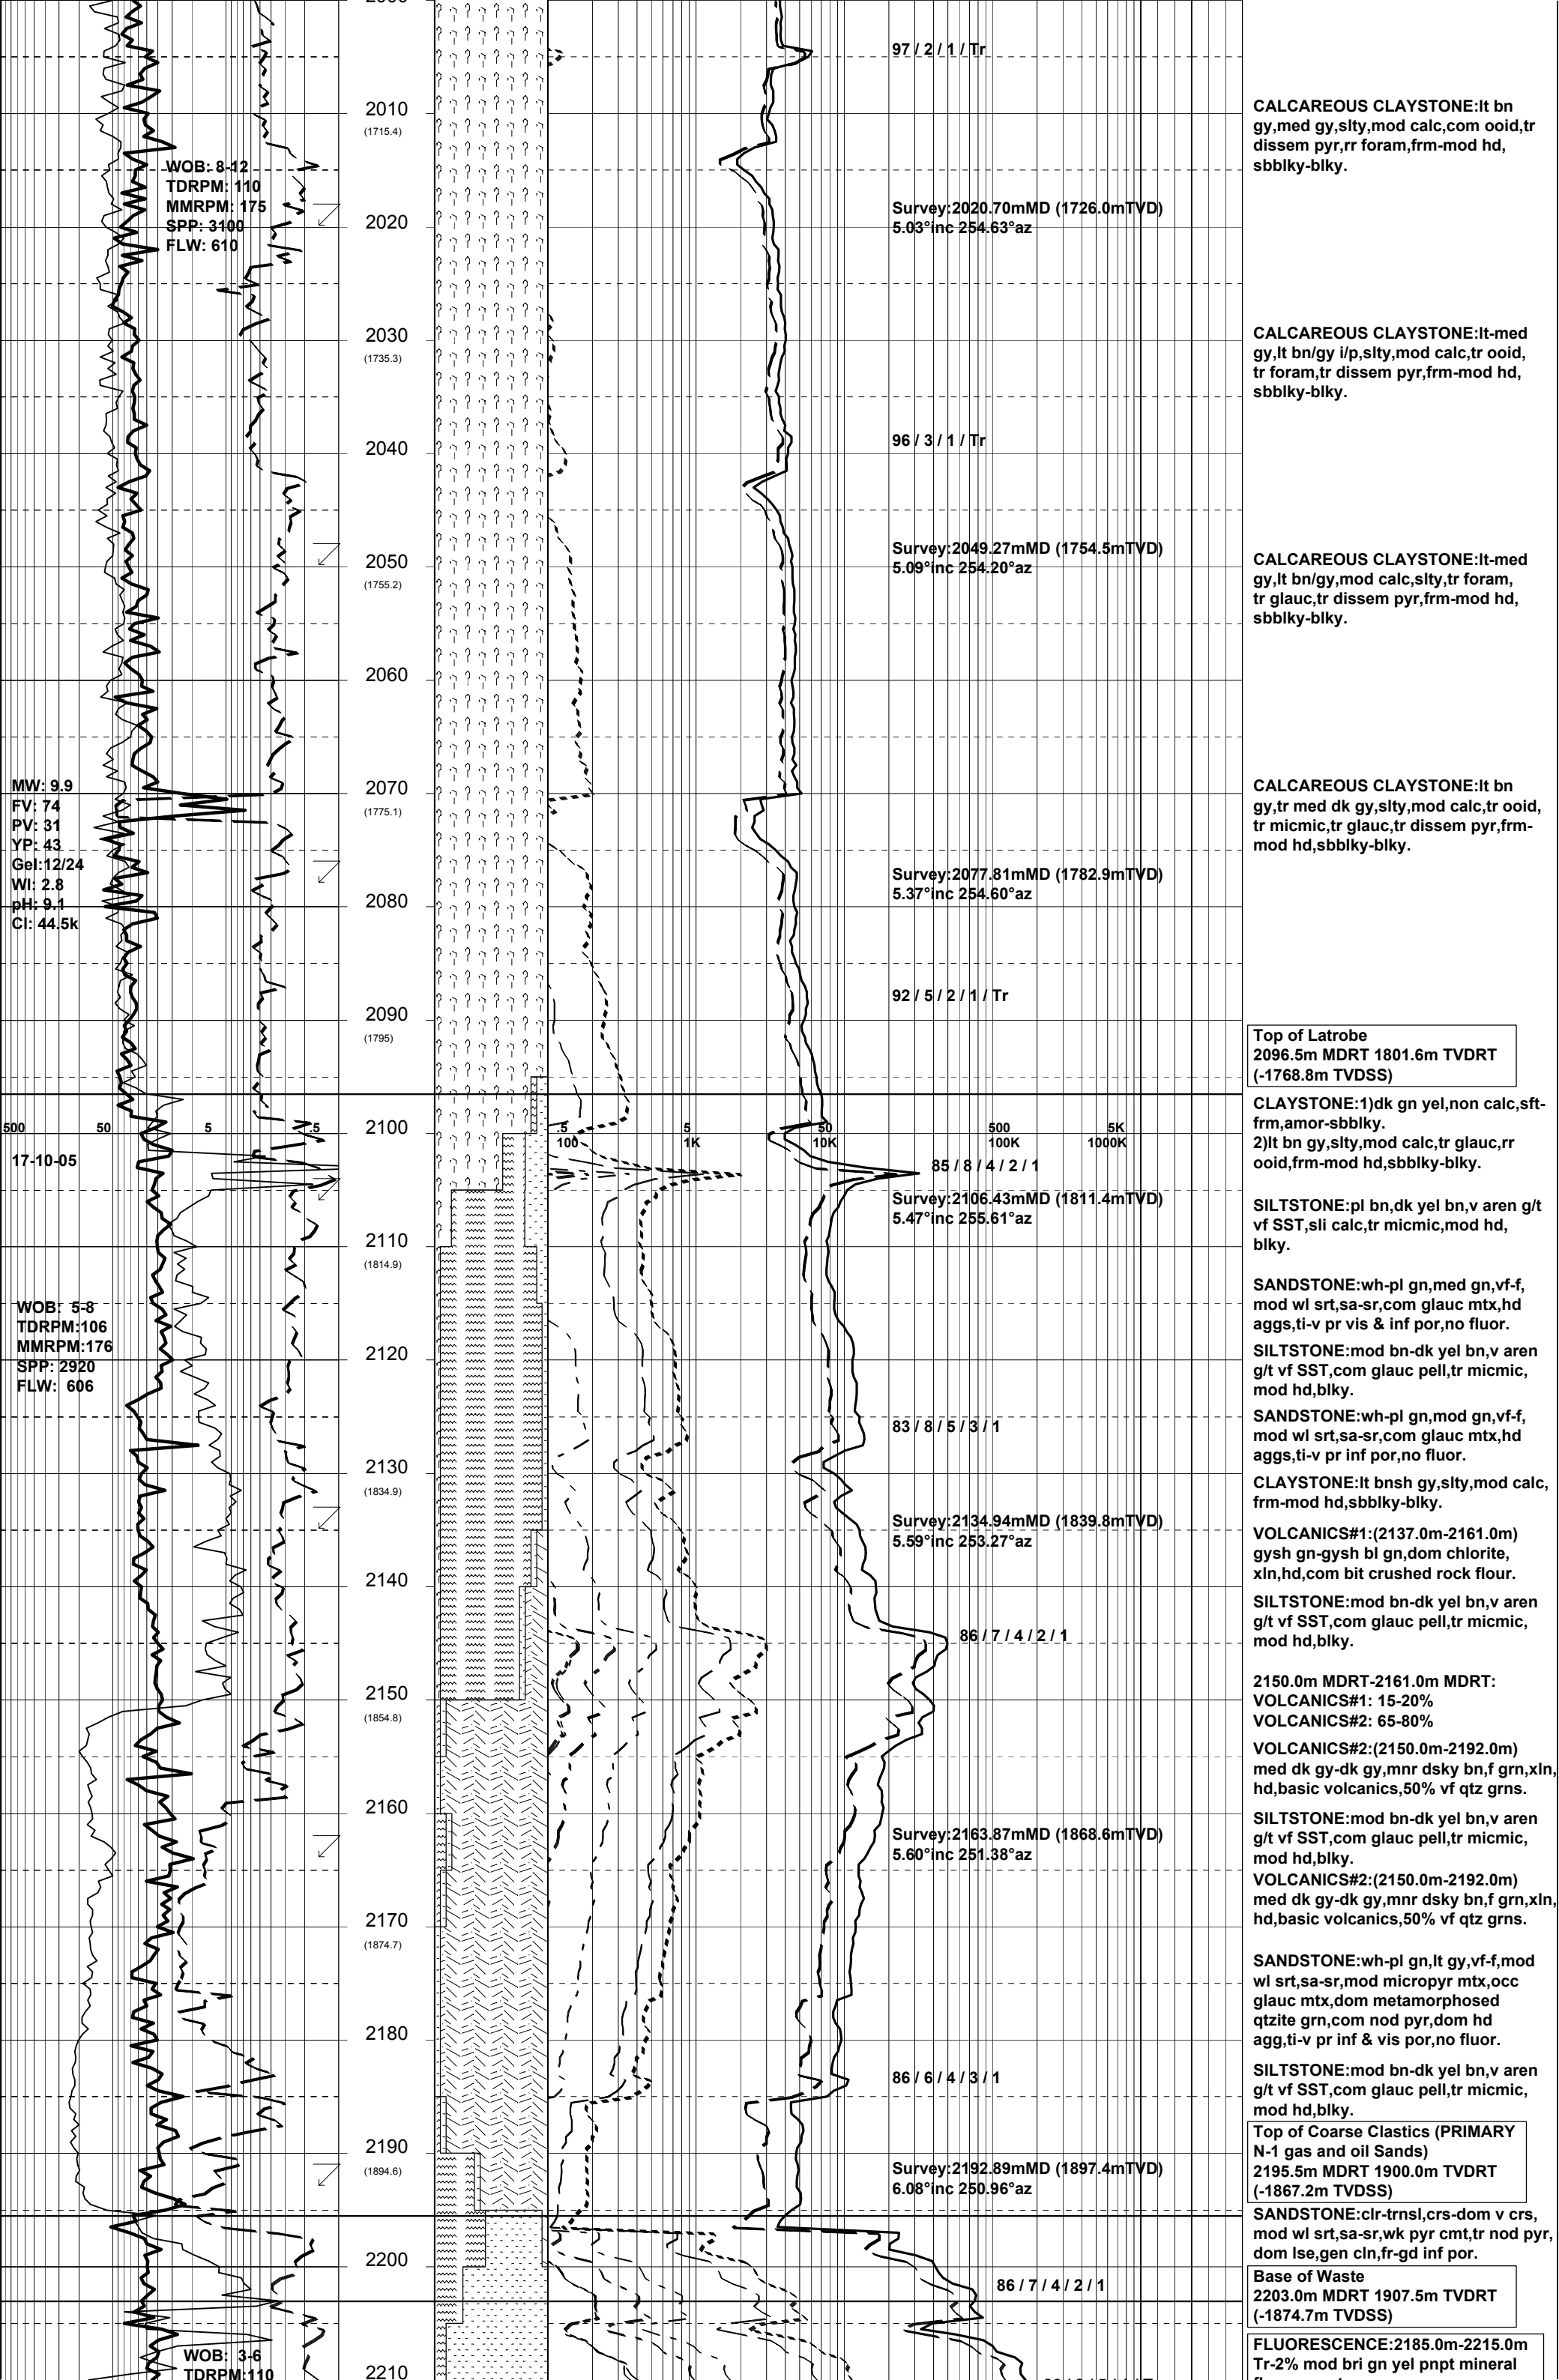 97 / 2 / 1 / Tr
CALCAREOUS CLAYSTONE:lt bn
gy,med gy,slty,mod calc,com ooid,tr
dissem pyr,rr foram,frm-mod hd,
sbblky-blky.
2010
(1715.4)
WOB: 8-12
TDRPM: 110
MMRPM: 175
SPP: 3100
FLW: 610
2020
Survey:2020.70mMD (1726.0mTVD)
5.03°inc 254.63°az
2030
(1735.3)
CALCAREOUS CLAYSTONE:lt-med
gy,lt bn/gy i/p,slty,mod calc,tr ooid,
tr foram,tr dissem pyr,frm-mod hd,
sbblky-blky.
2040
96 / 3 / 1 / Tr
2050
(1755.2)
Survey:2049.27mMD (1754.5mTVD)
5.09°inc 254.20°az
CALCAREOUS CLAYSTONE:lt-med
gy,lt bn/gy,mod calc,slty,tr foram,
tr glauc,tr dissem pyr,frm-mod hd,
sbblky-blky.
2060
MW: 9.9
FV: 74
PV: 31
YP: 43
Gel:12/24
Wl: 2.8
pH: 9.1
Cl: 44.5k
2070
(1775.1)
CALCAREOUS CLAYSTONE:lt bn
gy,tr med dk gy,slty,mod calc,tr ooid,
tr micmic,tr glauc,tr dissem pyr,frm-
mod hd,sbblky-blky.
Survey:2077.81mMD (1782.9mTVD)
5.37°inc 254.60°az
2080
92 / 5 / 2 / 1 / Tr
2090
(1795)
Top of Latrobe
2096.5m MDRT 1801.6m TVDRT
(-1768.8m TVDSS)
500 50 5 .5 2100 .5 5 50 500 5K
100 1K 10K 100K 1000K
17-10-05
CLAYSTONE:1)dk gn yel,non calc,sft-
frm,amor-sbblky.
2)lt bn gy,slty,mod calc,tr glauc,rr
ooid,frm-mod hd,sbblky-blky.
85 / 8 / 4 / 2 / 1
Survey:2106.43mMD (1811.4mTVD)
5.47°inc 255.61°az
SILTSTONE:pl bn,dk yel bn,v aren g/t
vf SST,sli calc,tr micmic,mod hd,
blky.
2110
(1814.9)
SANDSTONE:wh-pl gn,med gn,vf-f,
mod wl srt,sa-sr,com glauc mtx,hd
aggs,ti-v pr vis & inf por,no fluor.
WOB: 5-8
TDRPM:106
MMRPM:176
SPP: 2920
FLW: 606
2120
SILTSTONE:mod bn-dk yel bn,v aren
g/t vf SST,com glauc pell,tr micmic,
mod hd,blky.
83 / 8 / 5 / 3 / 1
SANDSTONE:wh-pl gn,mod gn,vf-f,
mod wl srt,sa-sr,com glauc mtx,hd
aggs,ti-v pr inf por,no fluor.
2130
(1834.9)
CLAYSTONE:lt bnsh gy,slty,mod calc,
frm-mod hd,sbblky-blky.
Survey:2134.94mMD (1839.8mTVD)
5.59°inc 253.27°az
VOLCANICS#1:(2137.0m-2161.0m)
gysh gn-gysh bl gn,dom chlorite,
xln,hd,com bit crushed rock flour.
2140
SILTSTONE:mod bn-dk yel bn,v aren
g/t vf SST,com glauc pell,tr micmic,
mod hd,blky.
86 / 7 / 4 / 2 / 1
2150
(1854.8)
2150.0m MDRT-2161.0m MDRT:
VOLCANICS#1: 15-20%
VOLCANICS#2: 65-80%
VOLCANICS#2:(2150.0m-2192.0m)
med dk gy-dk gy,mnr dsky bn,f grn,xln,
hd,basic volcanics,50% vf qtz grns.
2160
Survey:2163.87mMD (1868.6mTVD)
5.60°inc 251.38°az
SILTSTONE:mod bn-dk yel bn,v aren
g/t vf SST,com glauc pell,tr micmic,
mod hd,blky.
VOLCANICS#2:(2150.0m-2192.0m)
med dk gy-dk gy,mnr dsky bn,f grn,xln,
hd,basic volcanics,50% vf qtz grns.
2170
(1874.7)
SANDSTONE:wh-pl gn,lt gy,vf-f,mod
wl srt,sa-sr,mod micropyr mtx,occ
glauc mtx,dom metamorphosed
qtzite grn,com nod pyr,dom hd
agg,ti-v pr inf & vis por,no fluor.
2180
86 / 6 / 4 / 3 / 1
SILTSTONE:mod bn-dk yel bn,v aren
g/t vf SST,com glauc pell,tr micmic,
mod hd,blky.
2190
(1894.6)
Top of Coarse Clastics (PRIMARY
N-1 gas and oil Sands)
2195.5m MDRT 1900.0m TVDRT
(-1867.2m TVDSS)
Survey:2192.89mMD (1897.4mTVD)
6.08°inc 250.96°az
SANDSTONE:clr-trnsl,crs-dom v crs,
mod wl srt,sa-sr,wk pyr cmt,tr nod pyr,
dom lse,gen cln,fr-gd inf por.
2200
86 / 7 / 4 / 2 / 1
Base of Waste
2203.0m MDRT 1907.5m TVDRT
(-1874.7m TVDSS)
WOB: 3-6
TDRPM:110
2210
FLUORESCENCE:2185.0m-2215.0m
Tr-2% mod bri gn yel pnpt mineral